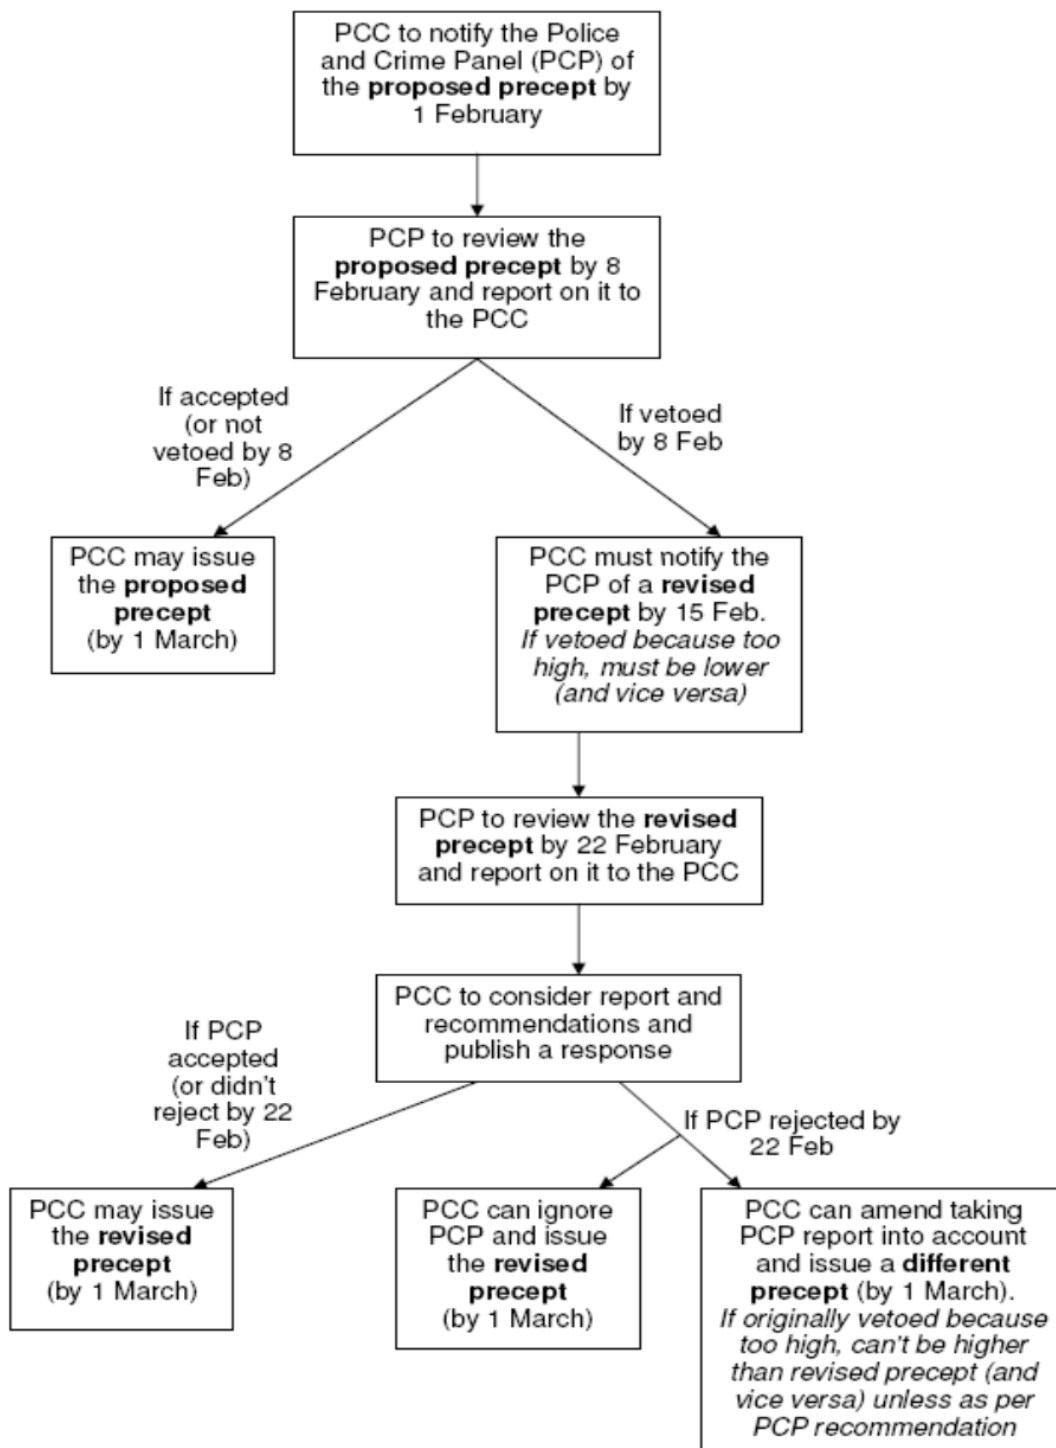 PCC to notify the Police
and Crime Panel (PCP) of
the proposed precept by
1 February
PCP to review the
proposed precept by 8
February and report on it to
the PCC
If accepted
(or not
vetoed by 8
Feb)
If vetoed
by 8 Feb
PCC may issue
the proposed
precept
(by 1 March)
PCC must notify the
PCP of a revised
precept by 15 Feb.
If vetoed because too
high, must be lower
(and vice versa)
PCP to review the revised
precept by 22 February
and report on it to the PCC
PCC to consider report and
recommendations and
publish a response
If PCP
accepted
(or didn't
reject by 22
Feb)
If PCP rejected by
22 Feb
PCC may issue
the revised
precept
(by 1 March)
PCC can ignore
PCP and issue
the revised
precept
(by 1 March)
PCC can amend taking
PCP report into account
and issue a different
precept (by 1 March).
If originally vetoed because
too high, can't be higher
than revised precept (and
vice versa) unless as per
PCP recommendation